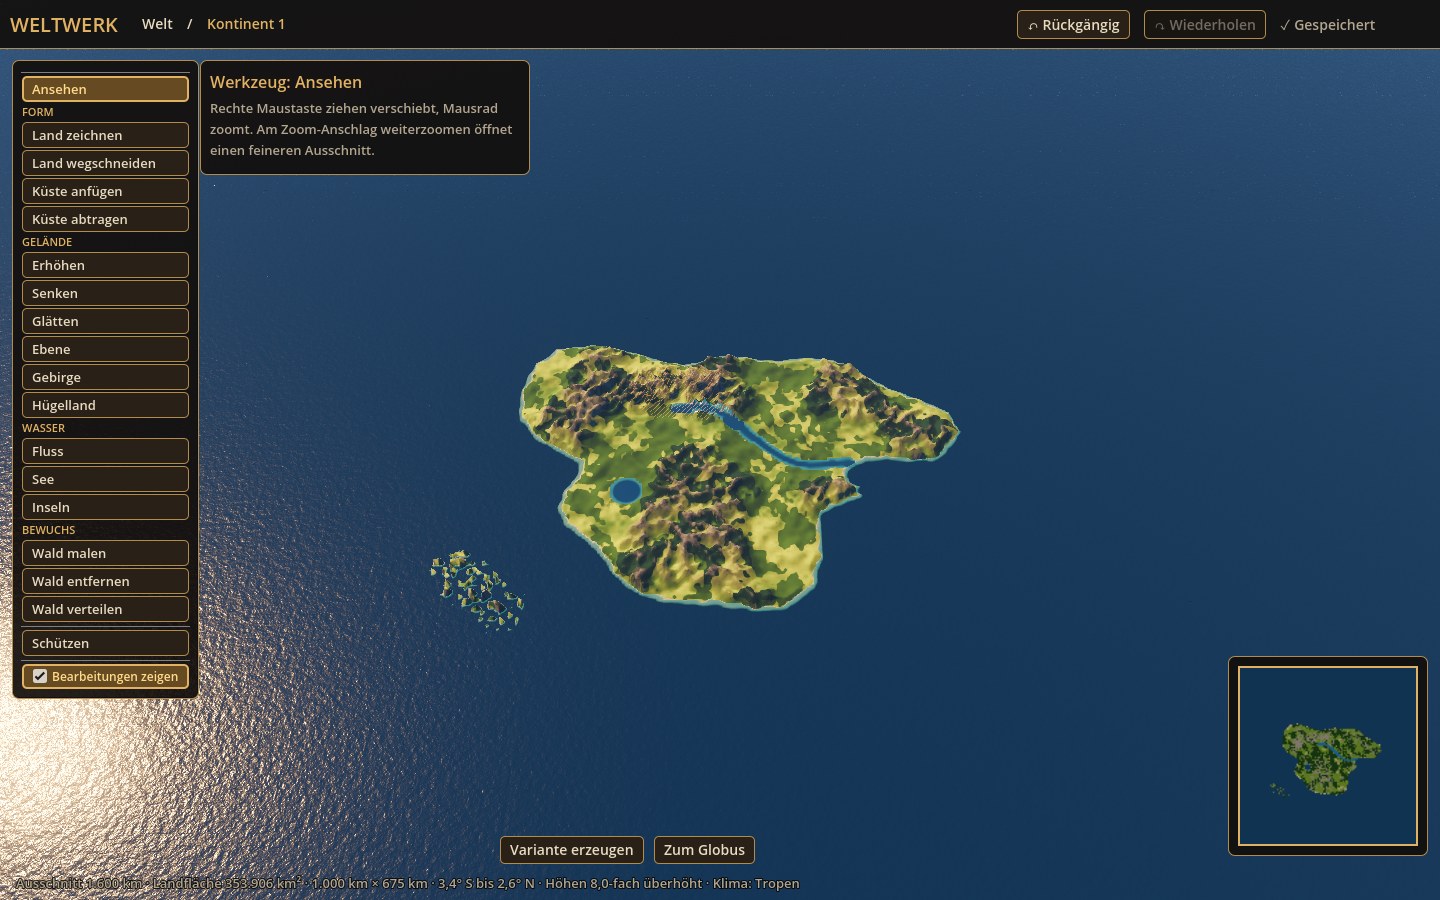 WELTWERK Welt / Kontinent 1 Rückgängig Wiederholen ✓ Gespeichert
Ansehen
FORM
Land zeichnen
Land wegschneiden
Küste anfügen
Küste abtragen
GELÄNDE
Erhöhen
Senken
Glätten
Ebene
Gebirge
Hügelland
WASSER
Fluss
See
Inseln
BEWUCHS
Wald malen
Wald entfernen
Wald verteilen
Schützen
Bearbeitungen zeigen
Werkzeug: Ansehen
Rechte Maustaste ziehen verschiebt, Mausrad
zoomt. Am Zoom-Anschlag weiterzoomen öffnet
einen feineren Ausschnitt.
Variante erzeugen Zum Globus
Ausschnitt 1.600 km · Landfläche 353.906 km² · 1.000 km × 675 km · 3,4° S bis 2,6° N · Höhen 8,0-fach überhöht · Klima: Tropen